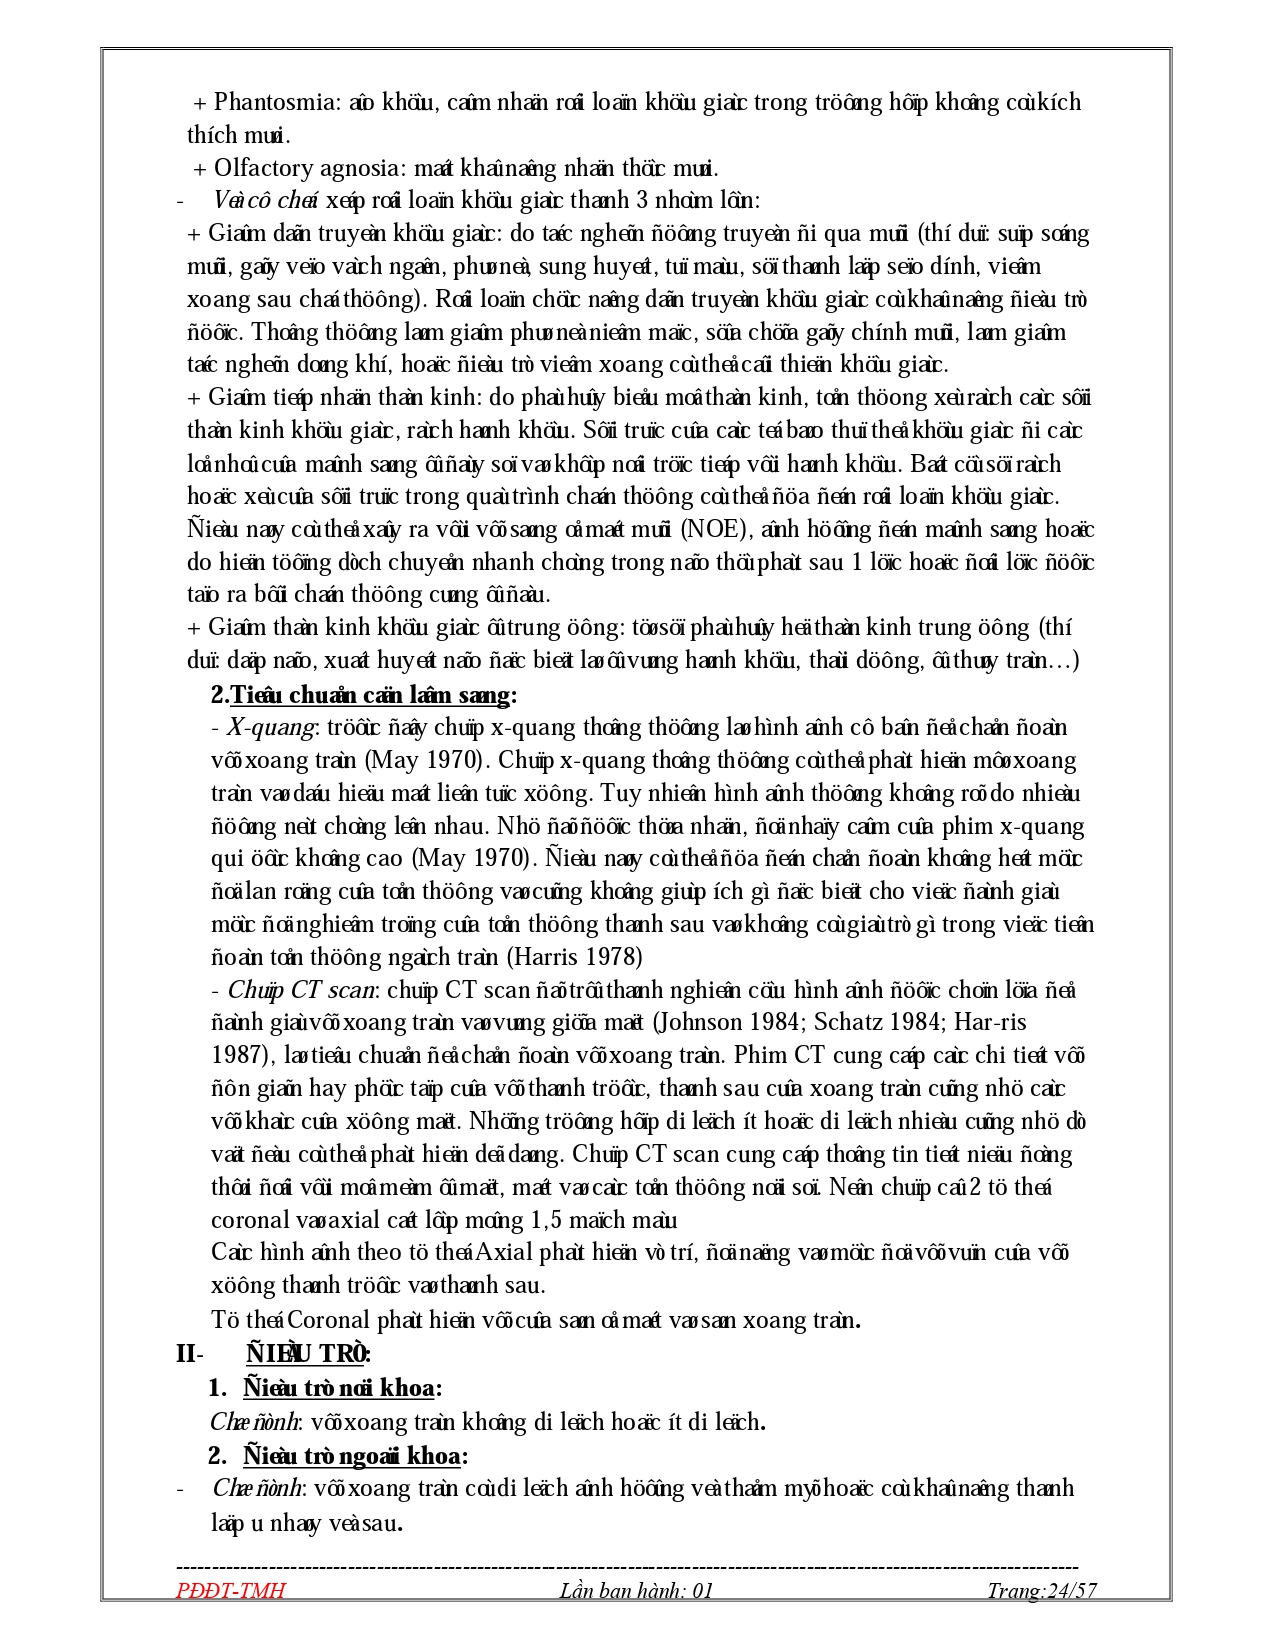 + Phantosmia: aûo khöùu, caûm nhaän roái loaïn khöùu giaùc trong tröôøng hôïp khoâng coù kích
thích muøi.
+ Olfactory agnosia: maát khaû naêng nhaän thöùc muøi.
- Veà cô cheá: xeáp roái loaïn khöùu giaùc thaønh 3 nhoùm lôùn:
+ Giaûm daãn truyeàn khöùu giaùc: do taéc ngheõn ñöôøng truyeàn ñi qua muõi (thí duï: suïp soáng
muõi, gaõy veïo vaùch ngaên, phuø neà, sung huyeát, tuï maùu, söï thaønh laäp seïo dính, vieâm
xoang sau chaá thöông). Roái loaïn chöùc naêng daãn truyeàn khöùu giaùc coù khaû naêng ñieàu trò
ñöôïc. Thoâng thöôøng laøm giaûm phuø neà nieâm maïc, söûa chöõa gaõy chính muõi, laøm giaûm
taéc ngheõn doøng khí, hoaëc ñieàu trò vieâm xoang coù theå caûi thieän khöùu giaùc.
+ Giaûm tieáp nhaän thaàn kinh: do phaù huûy bieåu moâ thaàn kinh, toån thöong xeù raùch caùc sôïi
thaàn kinh khöùu giaùc, raùch haønh khöùu. Sôïi truïc cuûa caùc teá baøo thuï theå khöùu giaùc ñi caùc
loå nhoû cuûa maûnh saøng ôû ñaùy soï vaø khôùp noái tröïc tieáp vôùi haønh khöùu. Baát cöù söï raùch
hoaëc xeù cuûa sôïi truïc trong quaù trình chaán thöông coù theå ñöa ñeán roái loaïn khöùu giaùc.
Ñieàu naøy coù theå xaûy ra vôùi vôõ saøng oå maét muõi (NOE), aûnh höôûng ñeán maûnh saøng hoaëc
do hieän töôïng dòch chuyeån nhanh choùng trong naõo thöù phaùt sau 1 löïc hoaëc ñoái löïc ñöôïc
taïo ra bôûi chaán thöông cuøng ôû ñaàu.
+ Giaûm thaàn kinh khöùu giaùc ôû trung öông: töø söï phaù huûy heä thaàn kinh trung öông (thí
duï: daäp naõo, xuaát huyeát naõo ñaëc bieät laø ôû vuøng haønh khöùu, thaùi döông, ôû thuøy traùn…)
2.Tieâu chuaån caän laâm saøng:
- X-quang: tröôùc ñaây chuïp x-quang thoâng thöôøng laø hình aûnh cô baûn ñeå chaån ñoaùn
vôõ xoang traùn (May 1970). Chuïp x-quang thoâng thöôøng coù theå phaùt hieän môø xoang
traùn vaø daáu hieäu maát lieân tuïc xöông. Tuy nhieân hình aûnh thöôøng khoâng roõ do nhieàu
ñöôøng neùt choàng leân nhau. Nhö ñaõ ñöôïc thöøa nhaän, ñoä nhaïy caûm cuûa phim x-quang
qui öôùc khoâng cao (May 1970). Ñieàu naøy coù theå ñöa ñeán chaån ñoaùn khoâng heát möùc
ñoä lan roäng cuûa toån thöông vaø cuõng khoâng giuùp ích gì ñaëc bieät cho vieäc ñaùnh giaù
möùc ñoä nghieâm troïng cuûa toån thöông thaønh sau vaø khoâng coù giaù trò gì trong vieäc tieân
ñoaùn toån thöông ngaùch traùn (Harris 1978)
- Chuïp CT scan: chuïp CT scan ñaõ trôû thaønh nghieân cöùu hình aûnh ñöôïc choïn löïa ñeå
ñaùnh giaù vôõ xoang traùn vaø vuøng giöõa maët (Johnson 1984; Schatz 1984; Har-ris
1987), laø tieâu chuaån ñeå chaån ñoaùn vôõ xoang traùn. Phim CT cung caáp caùc chi tieát vôõ
ñôn giaõn hay phöùc taïp cuûa vôõ thaønh tröôùc, thaønh sau cuûa xoang traùn cuõng nhö caùc
vôõ khaùc cuûa xöông maët. Nhöõng tröôøng hôïp di leäch ít hoaëc di leäch nhieàu cuõng nhö dò
vaät ñeàu coù theå phaùt hieän deã daøng. Chuïp CT scan cung caáp thoâng tin tieát nieäu ñoàng
thôøi ñoái vôùi moâ meàm ôû maët, maét vaø caùc toån thöông noäi soï. Neân chuïp caû 2 tö theá
coronal vaø axial caét lôùp moûng 1,5 maïch maùu
Caùc hình aûnh theo tö theá Axial phaùt hieän vò trí, ñoä naëng vaø möùc ñoä vôõ vuïn cuûa vôõ
xöông thaønh tröôùc vaø thaønh sau.
Tö theá Coronal phaùt hieän vôõ cuûa saøn oå maét vaø saøn xoang traùn.
II- ÑIEÀU TRÒ:
1. Ñieàu trò noäi khoa:
Chæ ñònh: vôõ xoang traùn khoâng di leäch hoaëc ít di leäch.
2. Ñieàu trò ngoaïi khoa:
- Chæ ñònh: vôõ xoang traùn coù di leäch aûnh höôûng veà thaåm myõ hoaëc coù khaû naêng thaønh
laäp u nhaøy veà sau.
PĐĐT-TMH Lần ban hành: 01 Trang:24/57